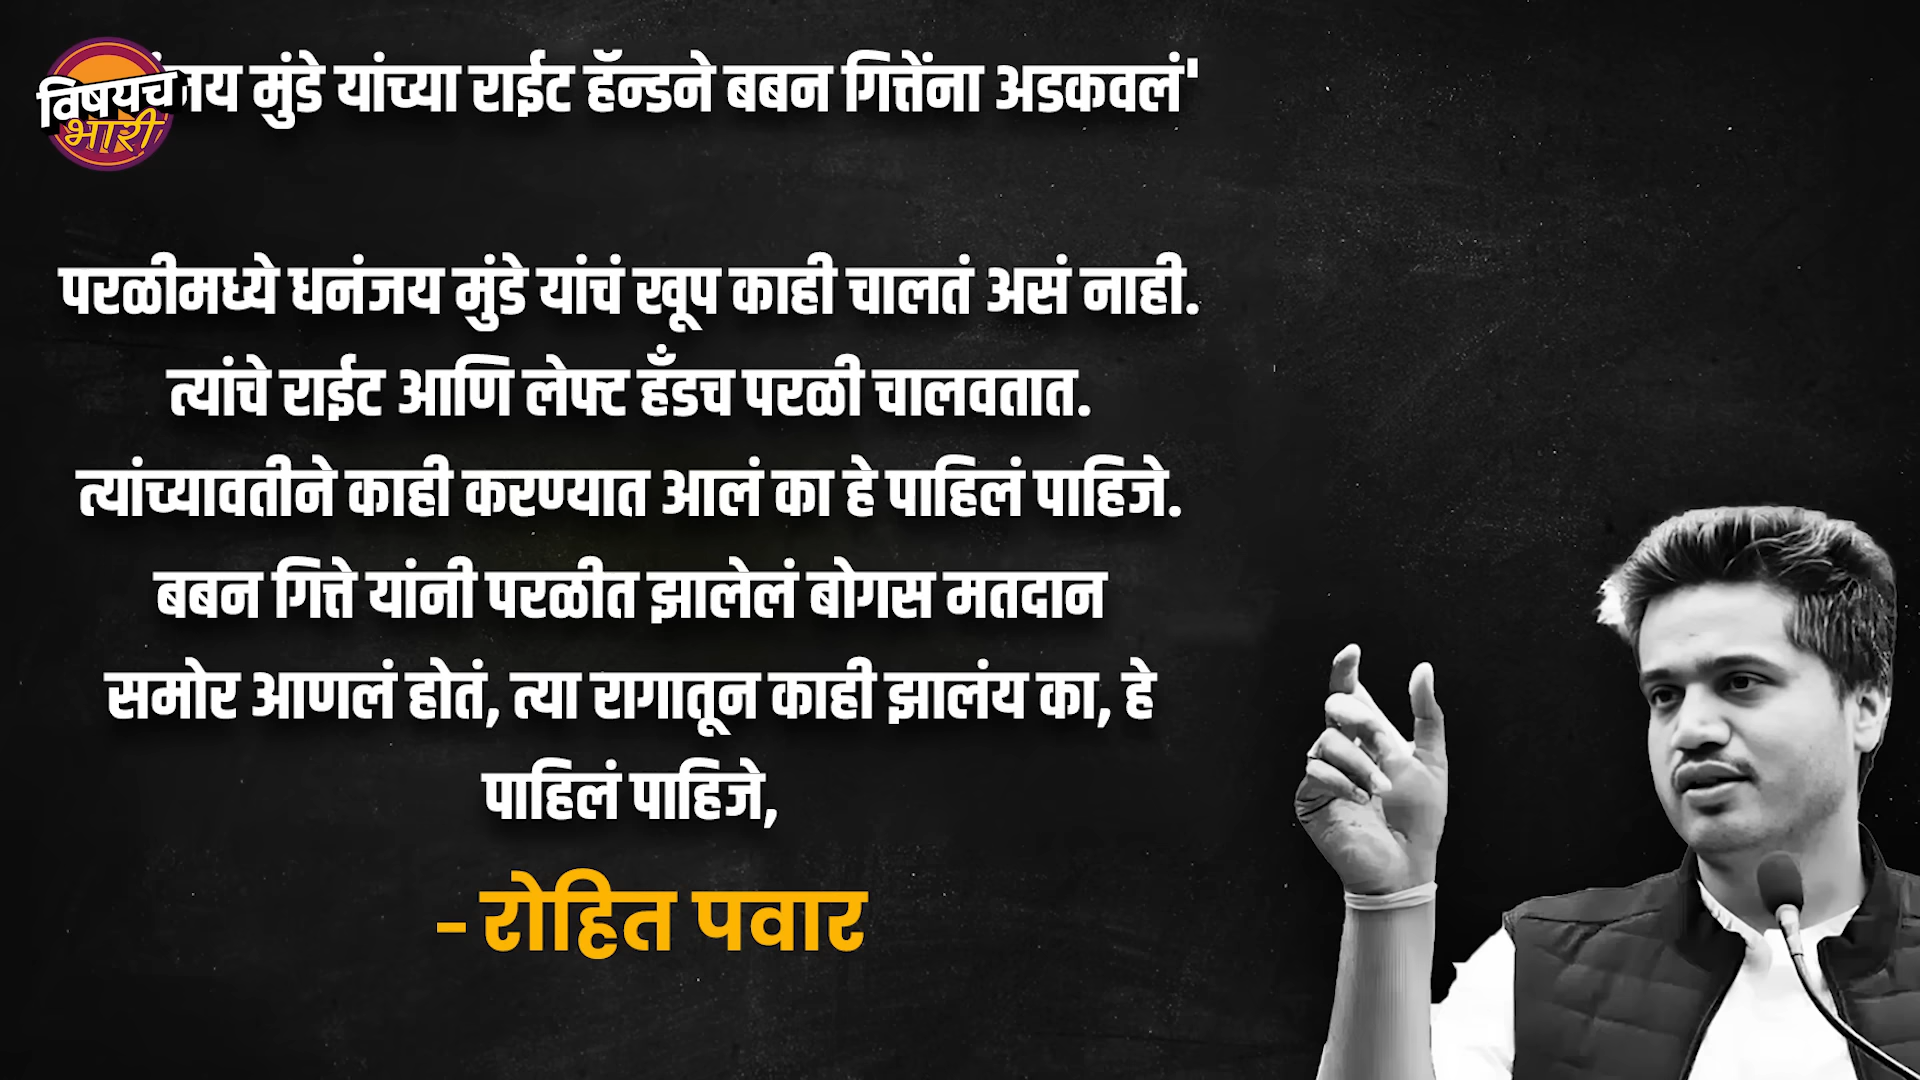 विषयच
भारी
मुंडे यांच्या राईट हॅन्डने बबन गित्तेंना अडकवलं'
परळीमध्ये धनंजय मुंडे यांचं खूप काही चालतं असं नाही.
त्यांचे राईट आणि लेफ्ट हँडच परळी चालवतात.
त्यांच्यावतीने काही करण्यात आलं का हे पाहिलं पाहिजे.
बबन गित्ते यांनी परळीत झालेलं बोगस मतदान
समोर आणलं होतं, त्या रागातून काही झालंय का, हे
पाहिलं पाहिजे,
- रोहित पवार